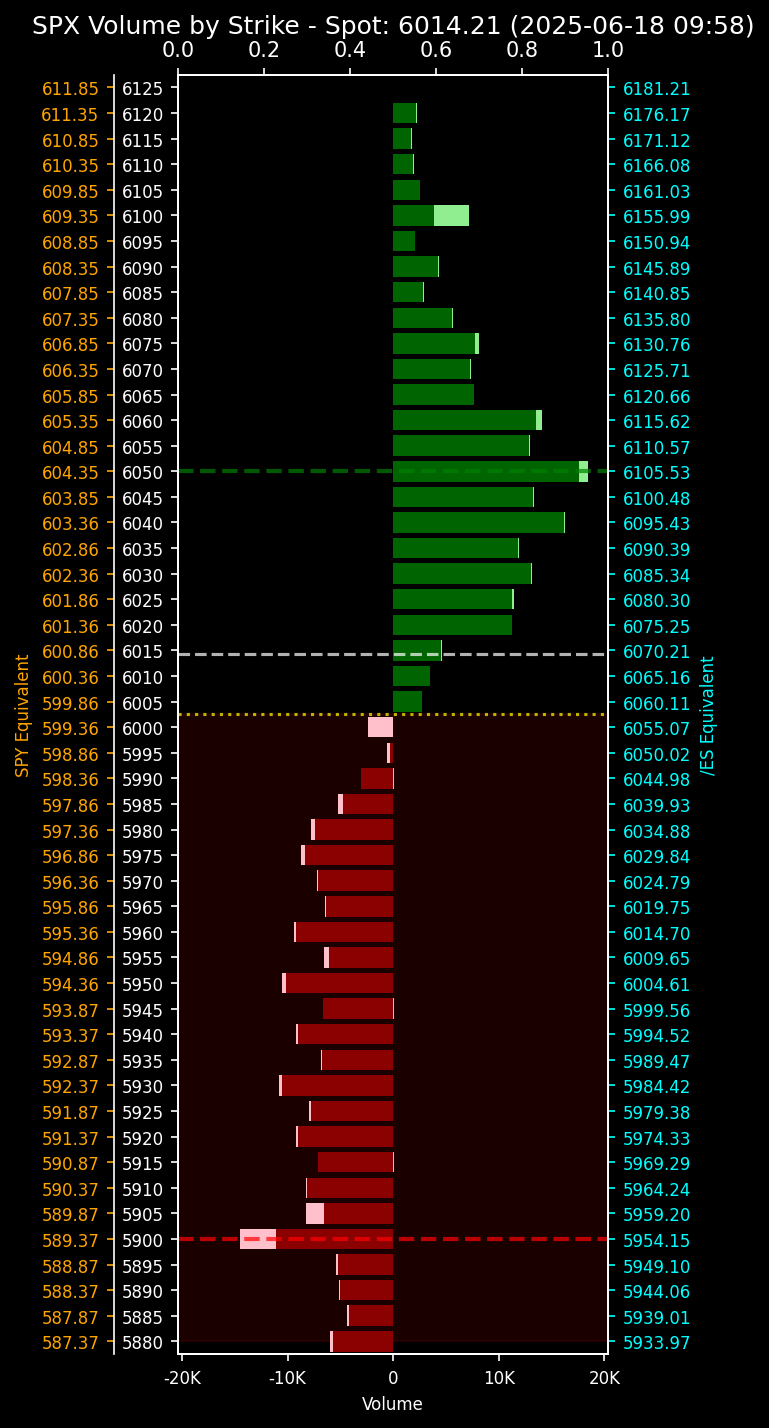 SPX Volume by Strike - Spot: 6014.21 (2025-06-18 09:58)
0.0 0.2 0.4 0.6 0.8 1.0
611.85 6125 6181.21
611.35 6120 6176.17
610.85 6115 6171.12
610.35 6110 6166.08
609.85 6105 6161.03
609.35 6100 6155.99
608.85 6095 6150.94
608.35 6090 6145.89
607.85 6085 6140.85
607.35 6080 6135.80
606.85 6075 6130.76
606.35 6070 6125.71
605.85 6065 6120.66
605.35 6060 6115.62
604.85 6055 6110.57
604.35 6050 6105.53
603.85 6045 6100.48
603.36 6040 6095.43
602.86 6035 6090.39
602.36 6030 6085.34
601.86 6025 6080.30
601.36 6020 6075.25
600.86 6015 6070.21
600.36 6010 6065.16
599.86 6005 6060.11
599.36 6000 6055.07
598.86 5995 6050.02
598.36 5990 6044.98
597.86 5985 6039.93
597.36 5980 6034.88
596.86 5975 6029.84
596.36 5970 6024.79
595.86 5965 6019.75
595.36 5960 6014.70
594.86 5955 6009.65
594.36 5950 6004.61
593.87 5945 5999.56
593.37 5940 5994.52
592.87 5935 5989.47
592.37 5930 5984.42
591.87 5925 5979.38
591.37 5920 5974.33
590.87 5915 5969.29
590.37 5910 5964.24
589.87 5905 5959.20
589.37 5900 5954.15
588.87 5895 5949.10
588.37 5890 5944.06
587.87 5885 5939.01
587.37 5880 5933.97
SPY Equivalent
/ES Equivalent
-20K -10K 0 10K 20K
Volume